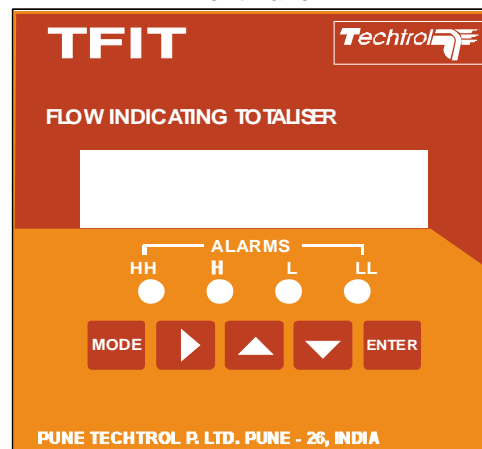 TFIT
Techtrol
FLOW INDICATING TOTALISER
ALARMS
HH H L LL
MODE ENTER
PUNE TECHTROL P. LTD. PUNE - 26, INDIA